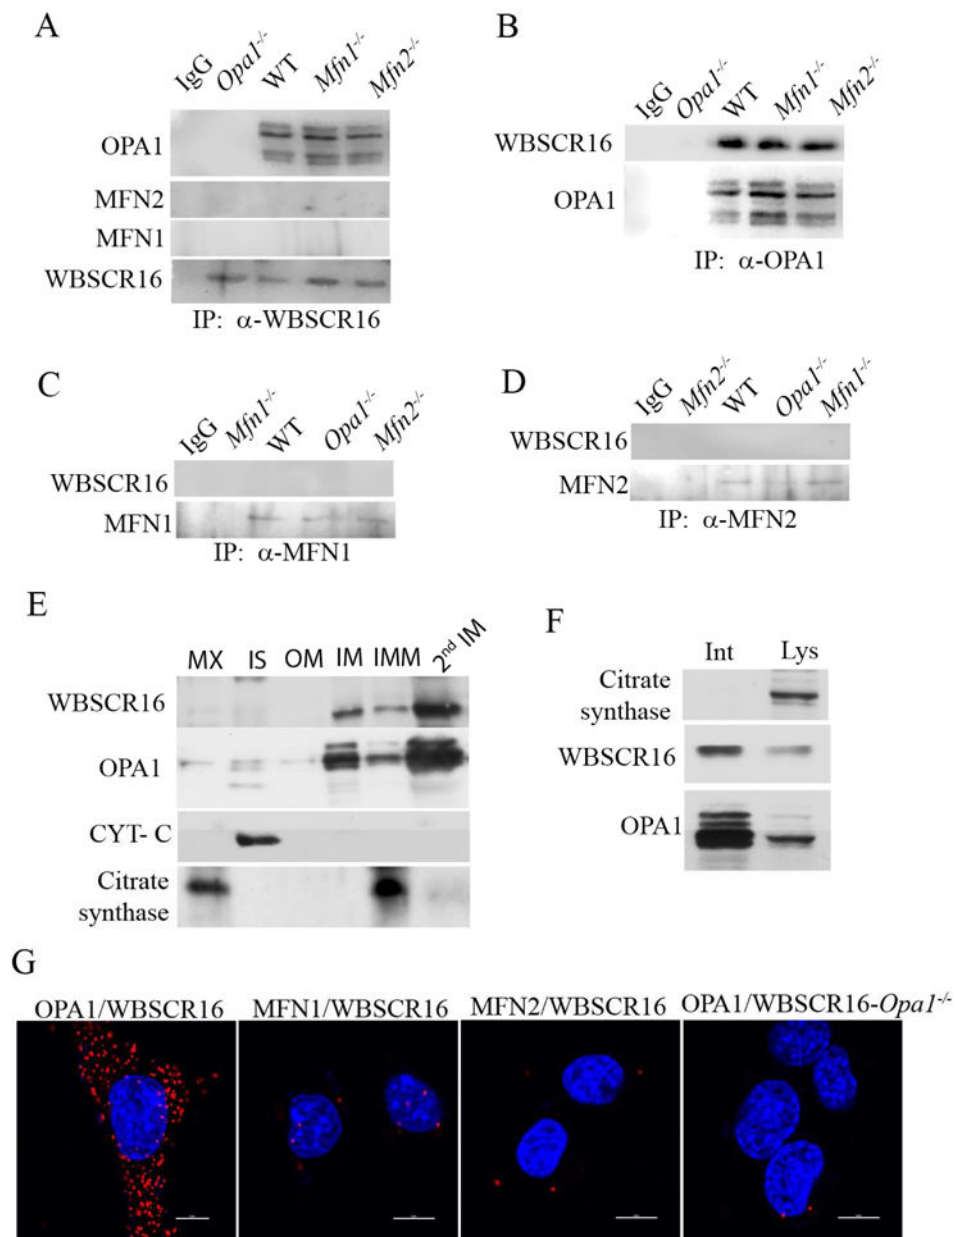 A
IgG Opa1-/- WT Mfn1-/- Mfn2-/-
OPA1
MFN2
MFN1
WBSCR16
IP: α-WBSCR16
B
IgG Opa1-/- WT Mfn1-/- Mfn2-/-
WBSCR16
OPA1
IP: α-OPA1
C
IgG Mfn1-/- WT Opa1-/- Mfn2-/-
WBSCR16
MFN1
IP: α-MFN1
D
IgG Mfn2-/- WT Opa1-/- Mfn1-/-
WBSCR16
MFN2
IP: α-MFN2
E
MX IS OM IM IMM 2nd IM
WBSCR16
OPA1
CYT- C
Citrate
synthase
F
Int Lys
Citrate
synthase
WBSCR16
OPA1
G
OPA1/WBSCR16 MFN1/WBSCR16 MFN2/WBSCR16 OPA1/WBSCR16-Opa1-/-